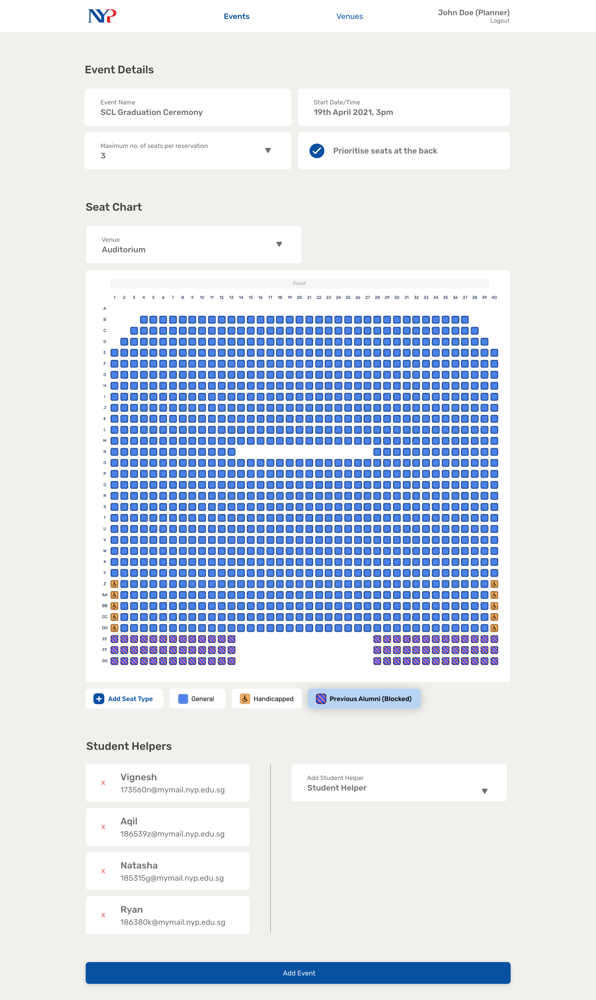 NYP
Events
Venues
John Doe (Planner)
Logout
Event Details
Event Name
SCL Graduation Ceremony
Start Date/Time
19th April 2021, 3pm
Maximum no. of seats per reservation
3
Prioritise seats at the back
Seat Chart
Venue
Auditorium
Front
1 2 3 4 5 6 7 8 9 10 11 12 13 14 15 16 17 18 19 20 21 22 23 24 25 26 27 28 29 30 31 32 33 34 35 36 37 38 39 40
A
B
C
D
E
F
G
H
I
J
K
L
M
N
O
P
Q
R
S
T
U
V
W
X
Y
Z
AA
BB
CC
DD
EE
FF
GG
Add Seat Type
General
Handicapped
Previous Alumni (Blocked)
Student Helpers
X
Vignesh
173560n@mymail.nyp.edu.sg
X
Aqil
186539z@mymail.nyp.edu.sg
X
Natasha
185315g@mymail.nyp.edu.sg
X
Ryan
186380k@mymail.nyp.edu.sg
Add Student Helper
Student Helper
Add Event